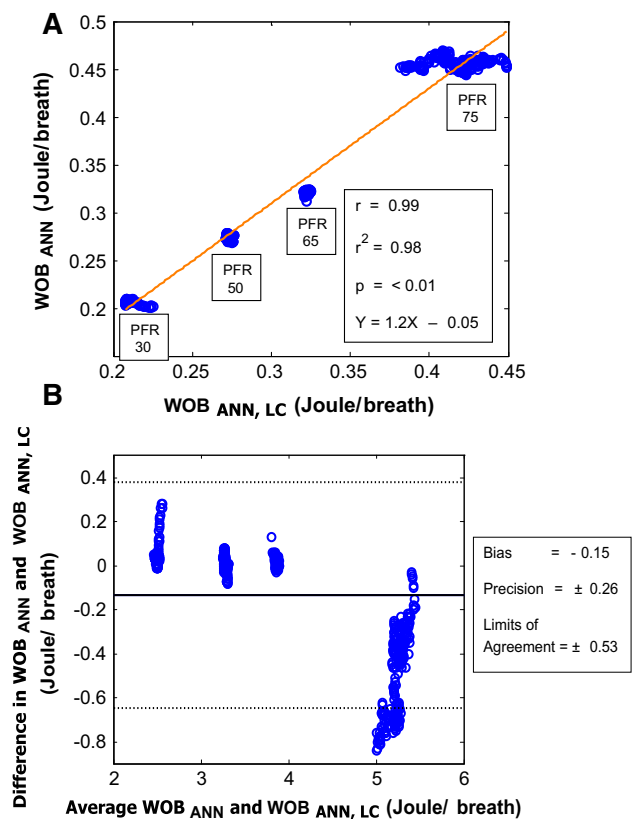 A
WOB ANN (Joule/breath)
0.5
0.45
0.4
0.35
0.3
0.25
0.2
PFR 75
PFR 65
PFR 50
PFR 30
r = 0.99
r2 = 0.98
p = <0.01
Y = 1.2X – 0.05
0.2 0.25 0.3 0.35 0.4 0.45
WOB ANN, LC (Joule/breath)
B
Difference in WOB ANN and WOB ANN, LC
(Joule/ breath)
0.4
0.2
0
-0.2
-0.4
-0.6
-0.8
2 3 4 5 6
Average WOB ANN and WOB ANN, LC (Joule/ breath)
Bias = - 0.15
Precision = ± 0.26
Limits of
Agreement = ± 0.53